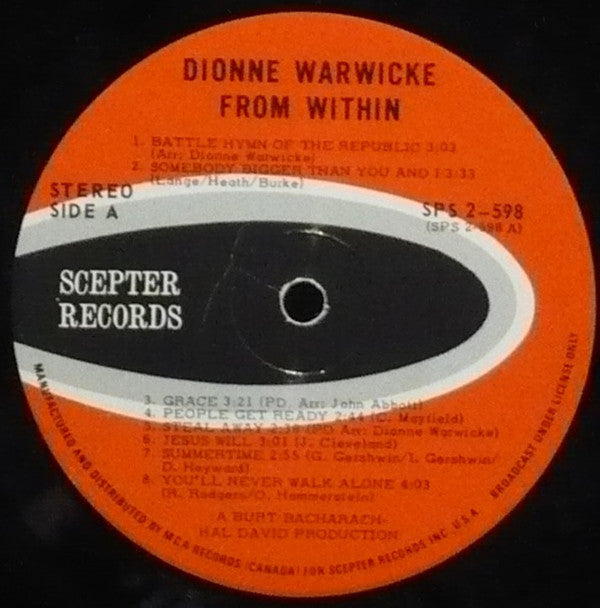 DIONNE WARWICKE
FROM WITHIN
1. BATTLE HYMN OF THE REPUBLIC 3:03
(Arr: Dionne Warwicke)
2. SOMEBODY BIGGER THAN YOU AND I 3:33
(Lange/Heath/Burke)
STEREO
SIDE A
SPS 2-598
(SPS 2-598 A)
SCEPTER
RECORDS
3. GRACE 3:21 (PD. Arr: John Abbott)
4. PEOPLE GET READY 2:44 (C. Mayfield)
5. STEAL AWAY 2:38 (PD Arr: Dionne Warwicke)
6. JESUS WILL 3:01 (J. Cleveland)
7. SUMMERTIME 2:55 (G. Gershwin/I. Gershwin/
D. Heyward)
8. YOU'LL NEVER WALK ALONE 4:03
(R. Rodgers/O. Hammerstein)
A BURT BACHARACH-
HAL DAVID PRODUCTION
MANUFACTURED AND DISTRIBUTED BY M.C.A RECORDS (CANADA) FOR SCEPTER RECORDS INC. U.S.A.
BROADCAST UNDER LICENSE ONLY